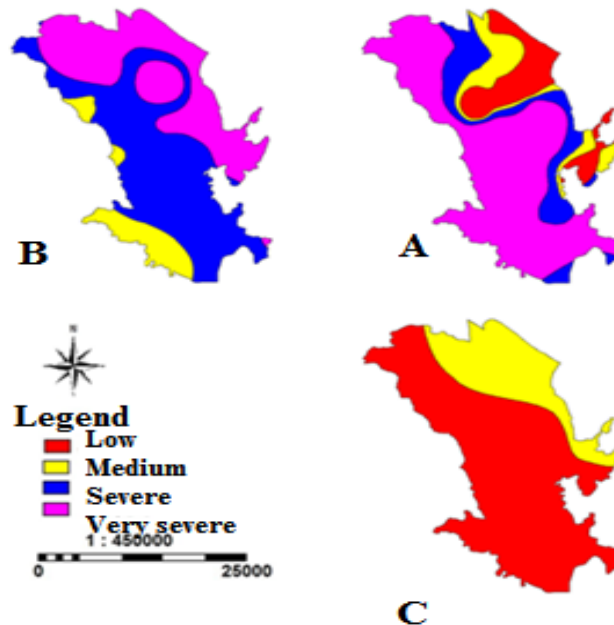 B
A
N
Legend
Low
Medium
Severe
Very severe
1 : 450000
0 25000
C